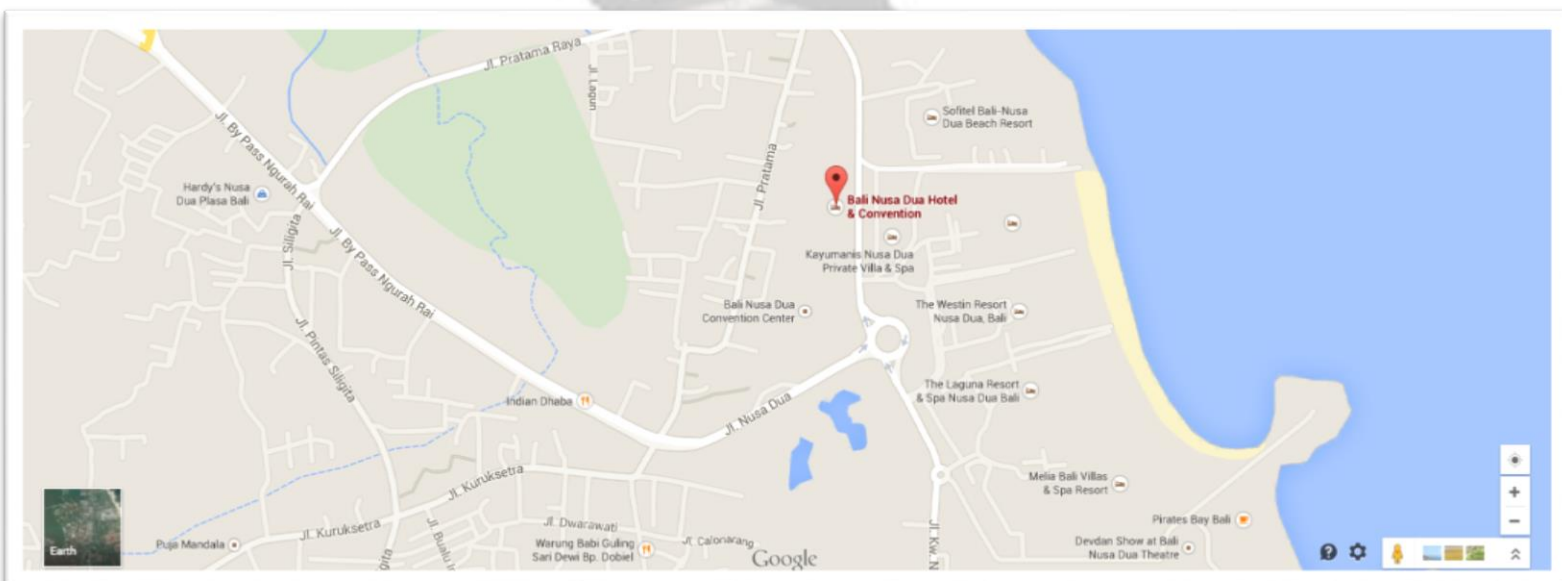 Jl. Pratama Raya
Jl. Lagun
Jl. By Pass Ngurah Rai
Sofitel Bali-Nusa
Dua Beach Resort
Jl. Pratama
Hardy's Nusa
Dua Plasa Bali
Bali Nusa Dua Hotel
& Convention
Jl. Siligita
Jl. By Pass Ngurah Rai
Kayumanis Nusa Dua
Private Villa & Spa
Bali Nusa Dua
Convention Center
The Westin Resort
Nusa Dua, Bali
Jl. Pintas Siligita
Indian Dhaba
Jl. Nusa Dua
The Laguna Resort
& Spa Nusa Dua Bali
Jl. Kuruksetra
Melia Bali Villas
& Spa Resort
Jl. Kuruksetra
Jl. Dwarawati
Pirates Bay Bali
Puja Mandala
Warung Babi Guling
Sari Dewi Bp. Dobiel
Jl. Calonarang
Google
Jl. Kw. N
Devdan Show at Bali
Nusa Dua Theatre
Earth